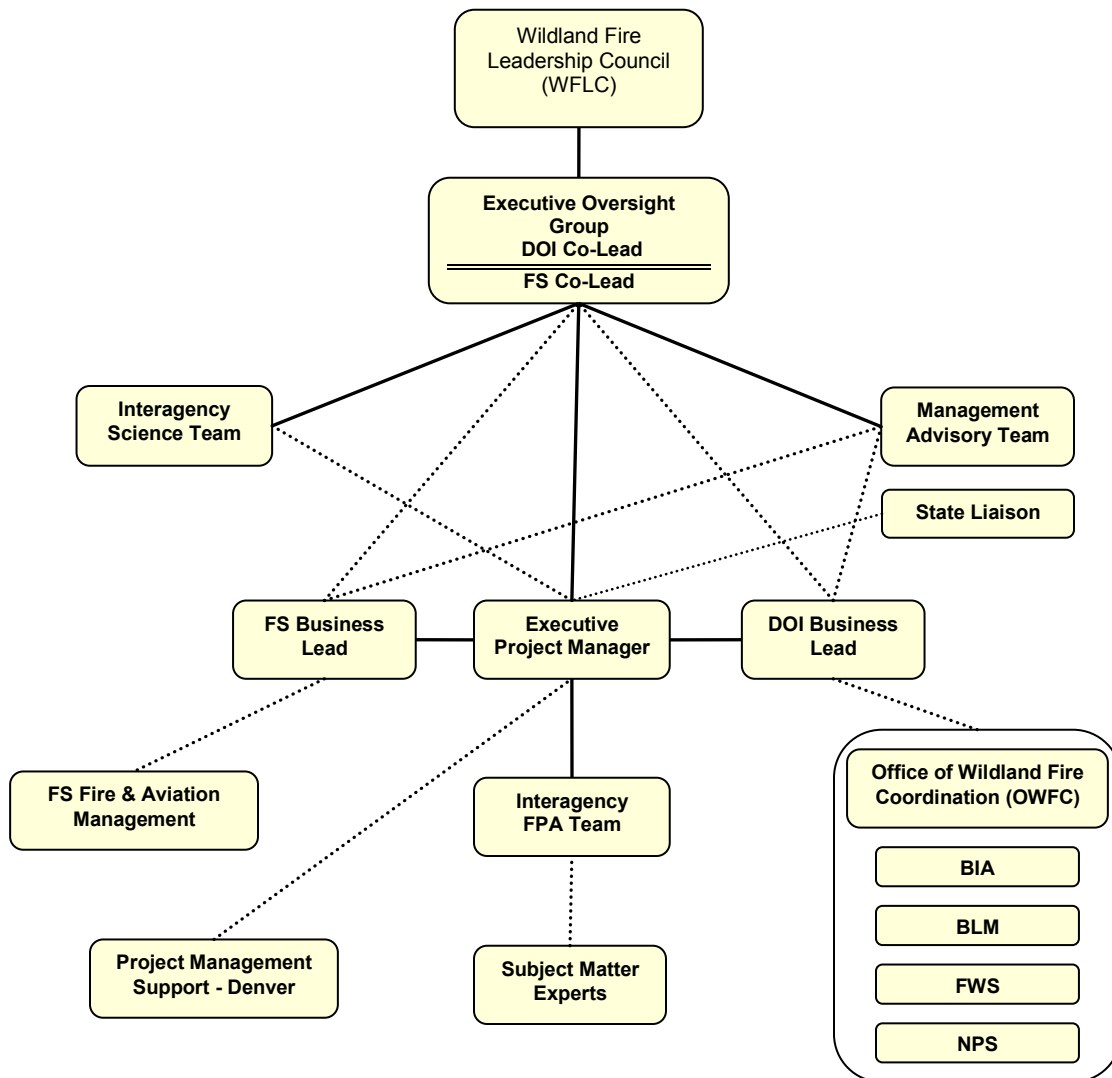 Wildland Fire
Leadership Council
(WFLC)
Executive Oversight
Group
DOI Co-Lead
FS Co-Lead
Interagency
Science Team
Management
Advisory Team
State Liaison
FS Business
Lead
Executive
Project Manager
DOI Business
Lead
FS Fire & Aviation
Management
Interagency
FPA Team
Office of Wildland Fire
Coordination (OWFC)
BIA
BLM
FWS
NPS
Project Management
Support - Denver
Subject Matter
Experts